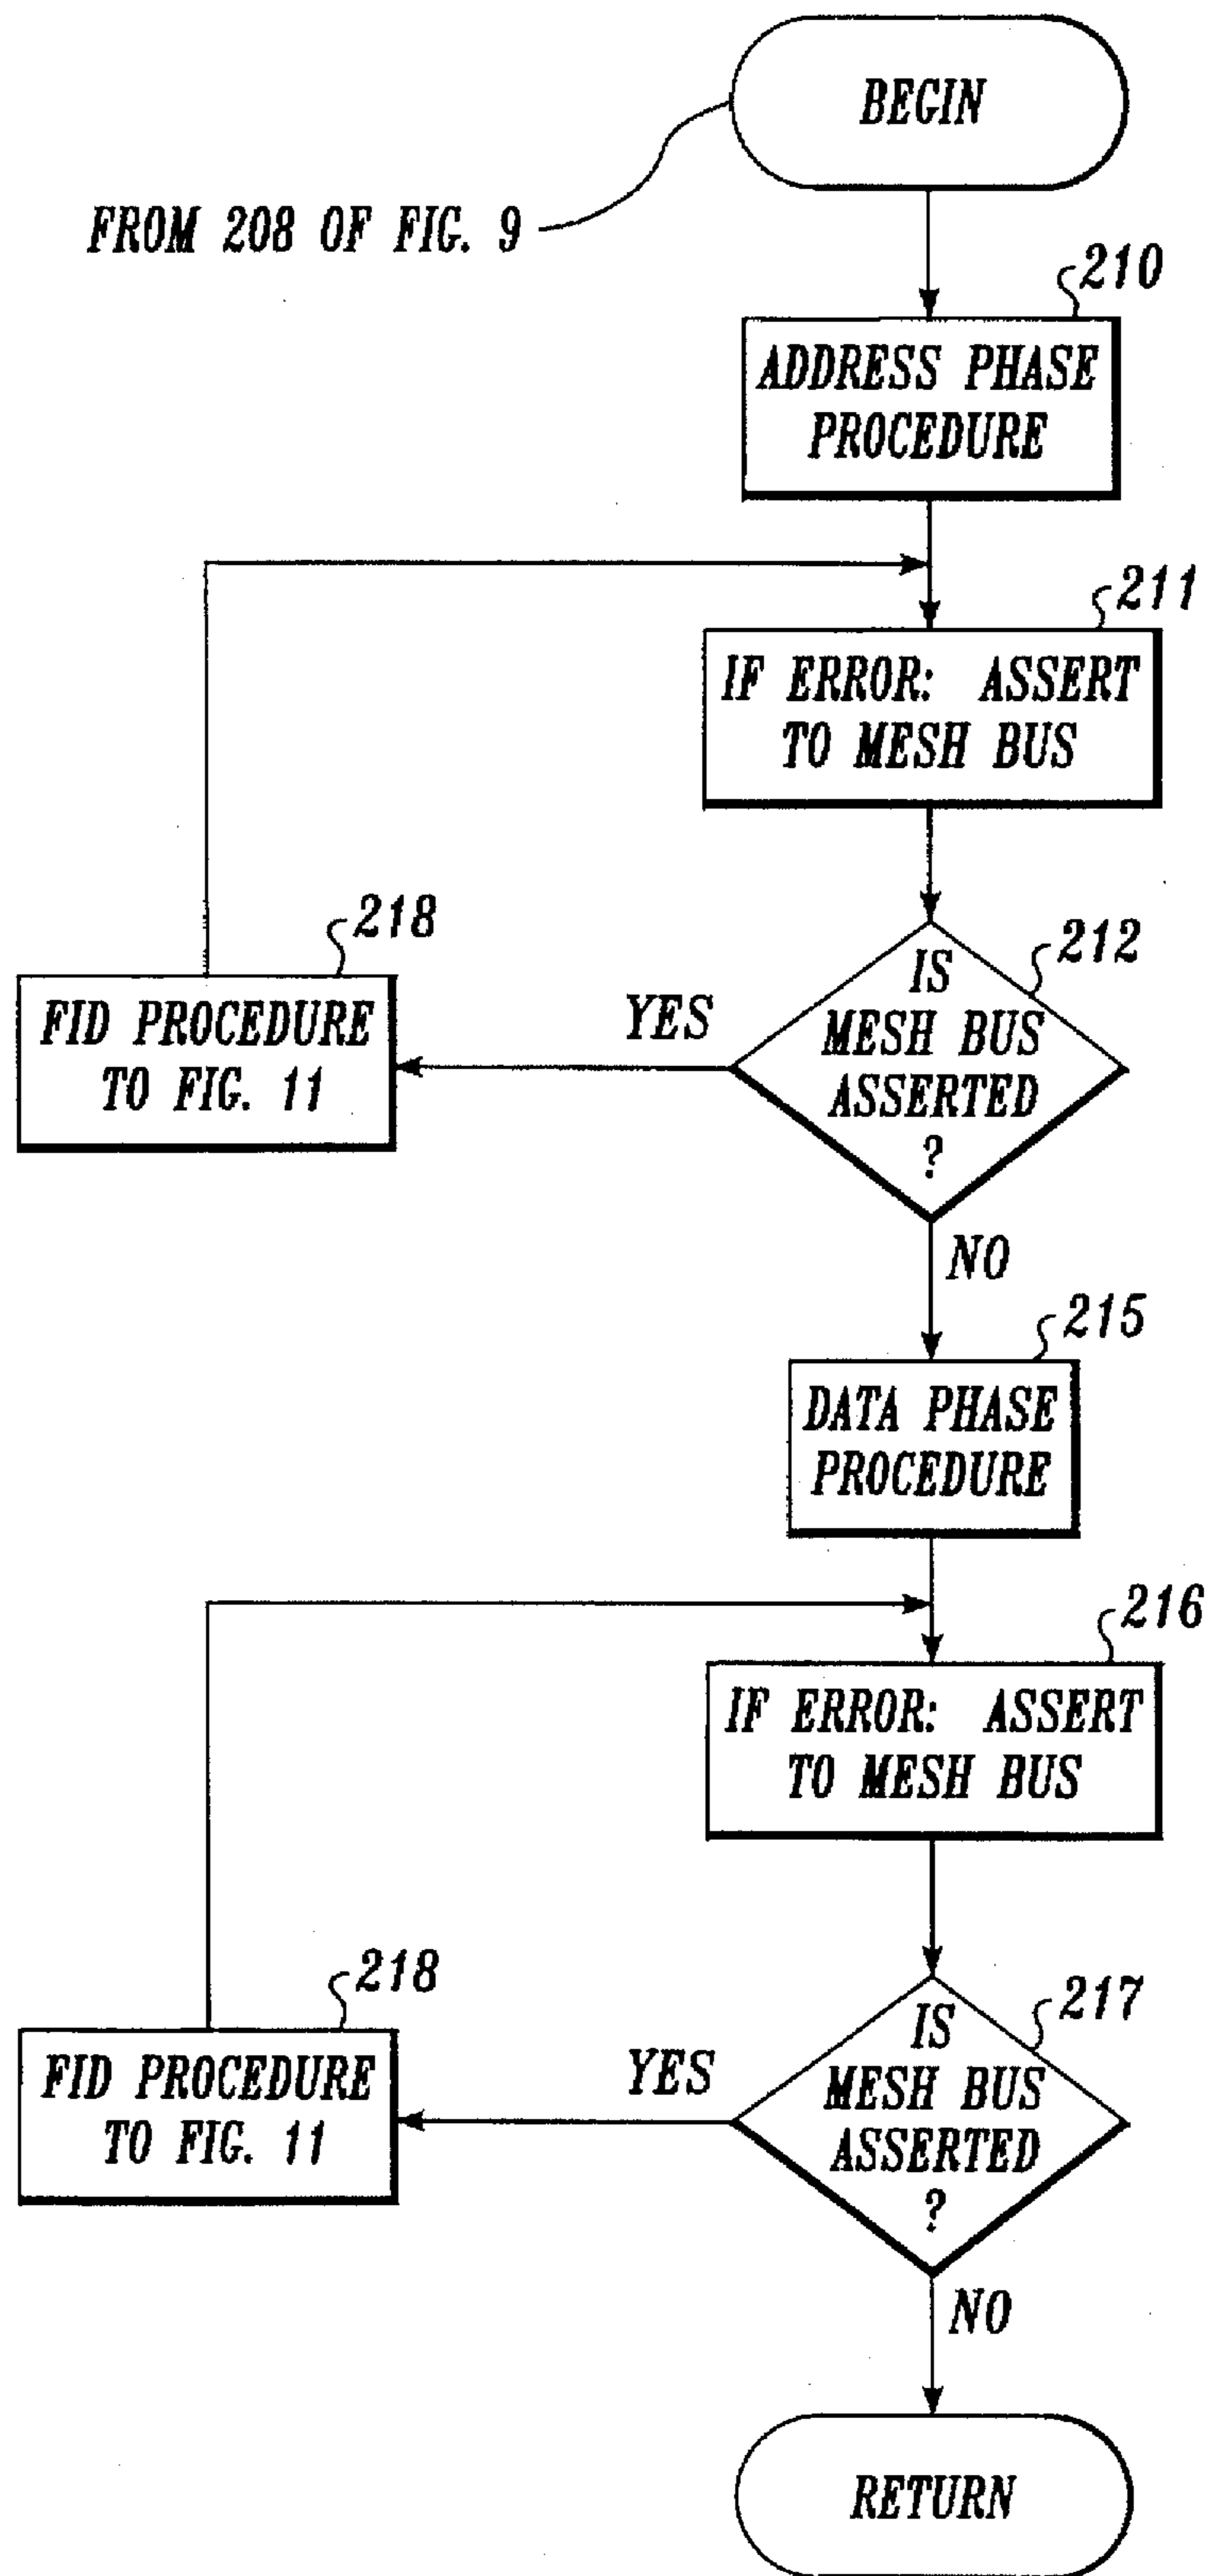 BEGIN
FROM 208 OF FIG. 9
210
ADDRESS PHASE
PROCEDURE
211
IF ERROR: ASSERT
TO MESH BUS
218
FID PROCEDURE
TO FIG. 11
YES
212
IS
MESH BUS
ASSERTED
?
NO
215
DATA PHASE
PROCEDURE
216
IF ERROR: ASSERT
TO MESH BUS
218
FID PROCEDURE
TO FIG. 11
YES
217
IS
MESH BUS
ASSERTED
?
NO
RETURN